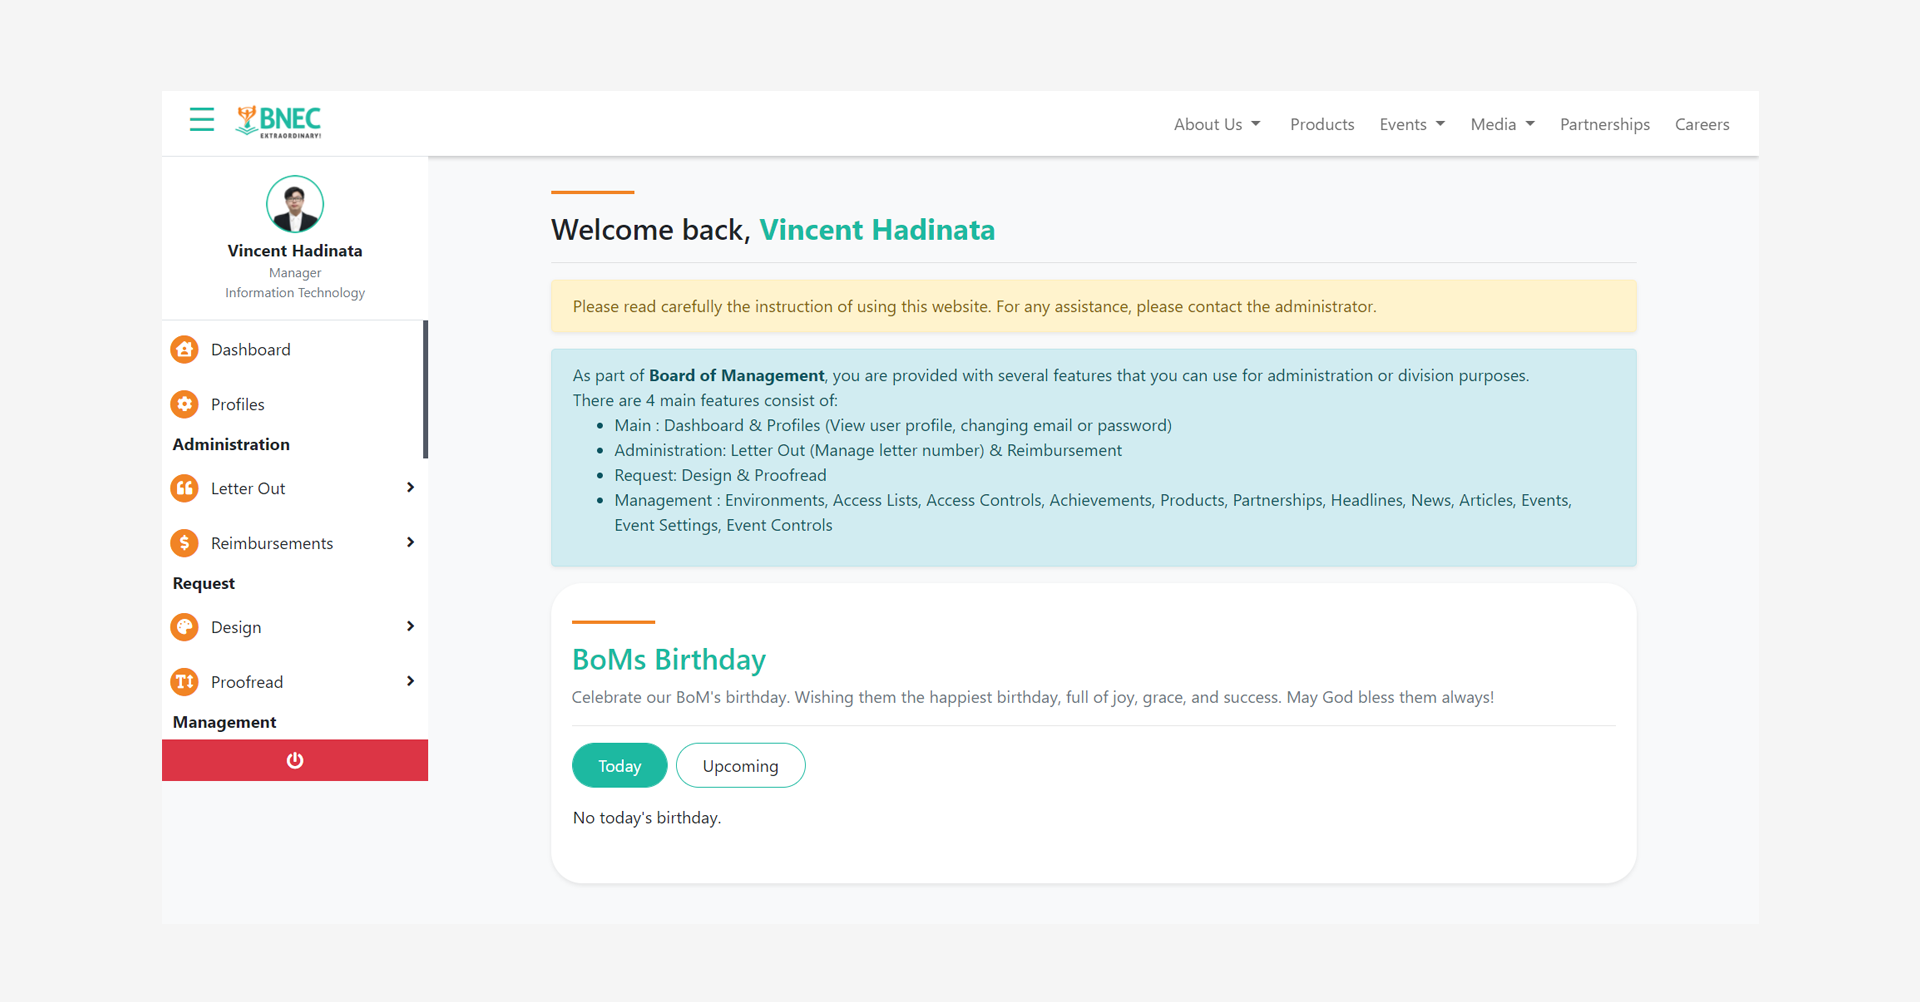 BNEC
EXTRAORDINARY!
About Us
Products
Events
Media
Partnerships
Careers
Vincent Hadinata
Manager
Information Technology
Dashboard
Profiles
Administration
Letter Out
Reimbursements
Request
Design
Proofread
Management
Welcome back, Vincent Hadinata
Please read carefully the instruction of using this website. For any assistance, please contact the administrator.
As part of Board of Management, you are provided with several features that you can use for administration or division purposes.
There are 4 main features consist of:
• Main : Dashboard & Profiles (View user profile, changing email or password)
• Administration: Letter Out (Manage letter number) & Reimbursement
• Request: Design & Proofread
• Management : Environments, Access Lists, Access Controls, Achievements, Products, Partnerships, Headlines, News, Articles, Events,
Event Settings, Event Controls
BoMs Birthday
Celebrate our BoM's birthday. Wishing them the happiest birthday, full of joy, grace, and success. May God bless them always!
Today
Upcoming
No today's birthday.